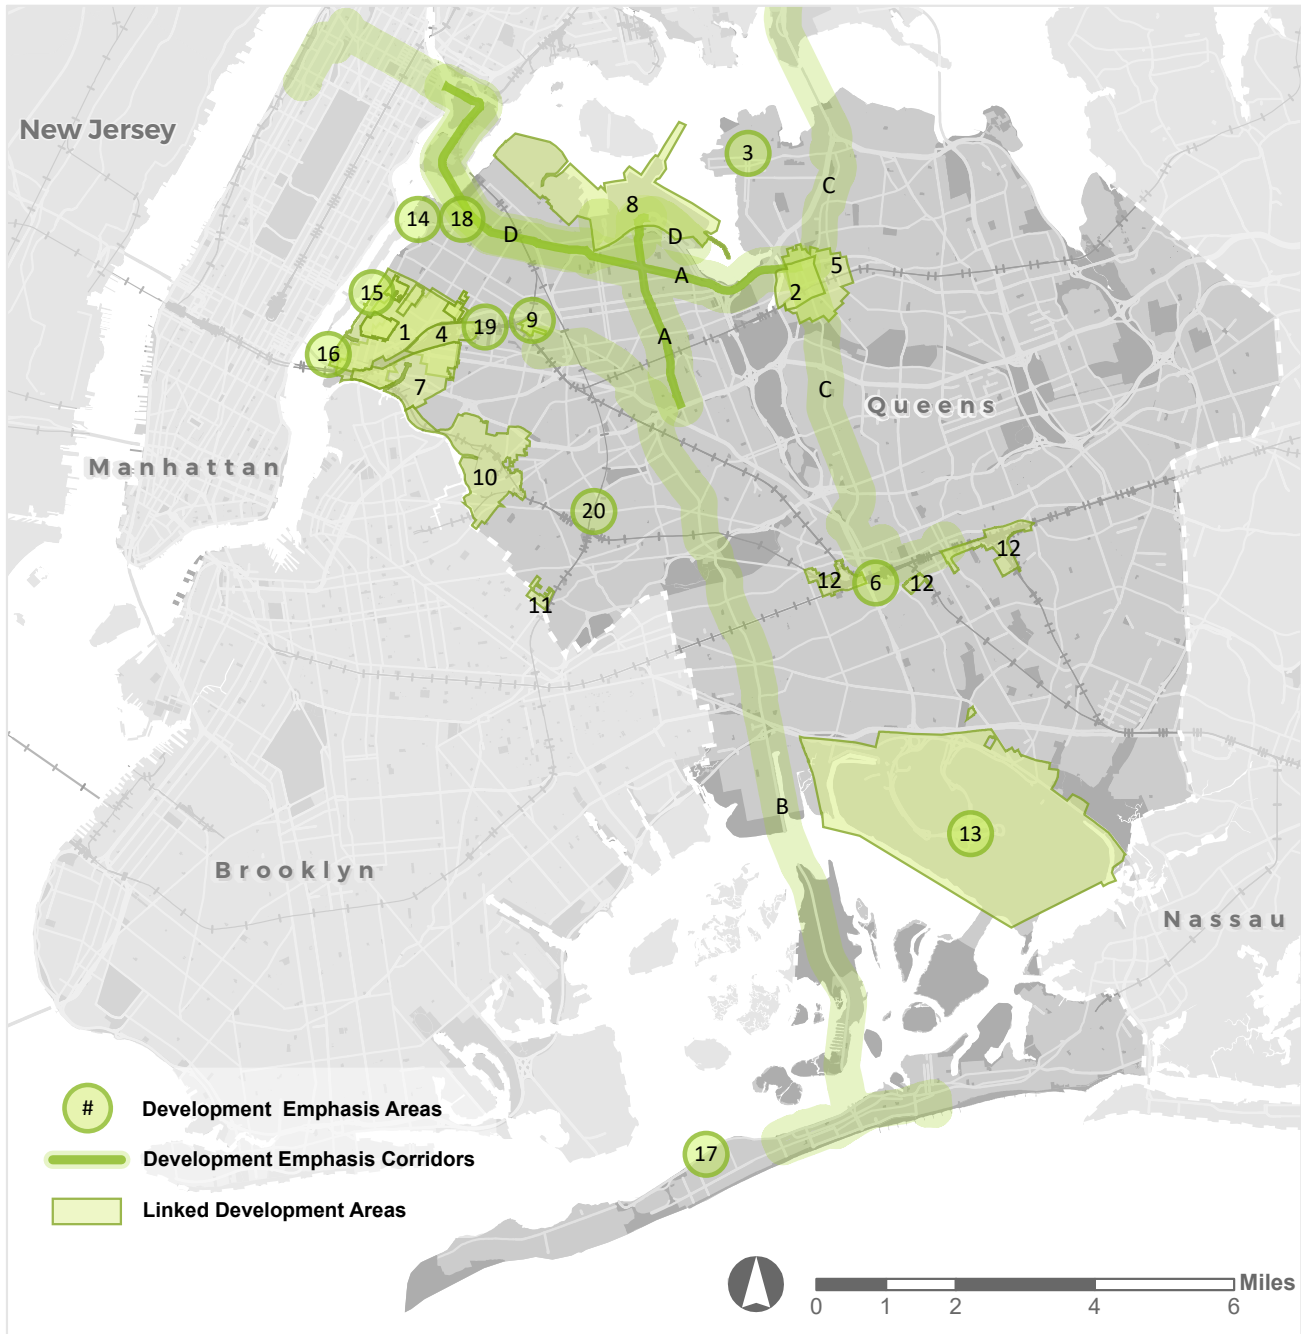 New Jersey
3
C
14
18
8
D
D
5
A
2
15
1
4
19
9
16
A
7
C
Queens
Manhattan
10
20
12
12
6
12
11
B
13
Brooklyn
Nassau
# Development Emphasis Areas
17
Development Emphasis Corridors
Linked Development Areas
Miles
0 1 2 4 6